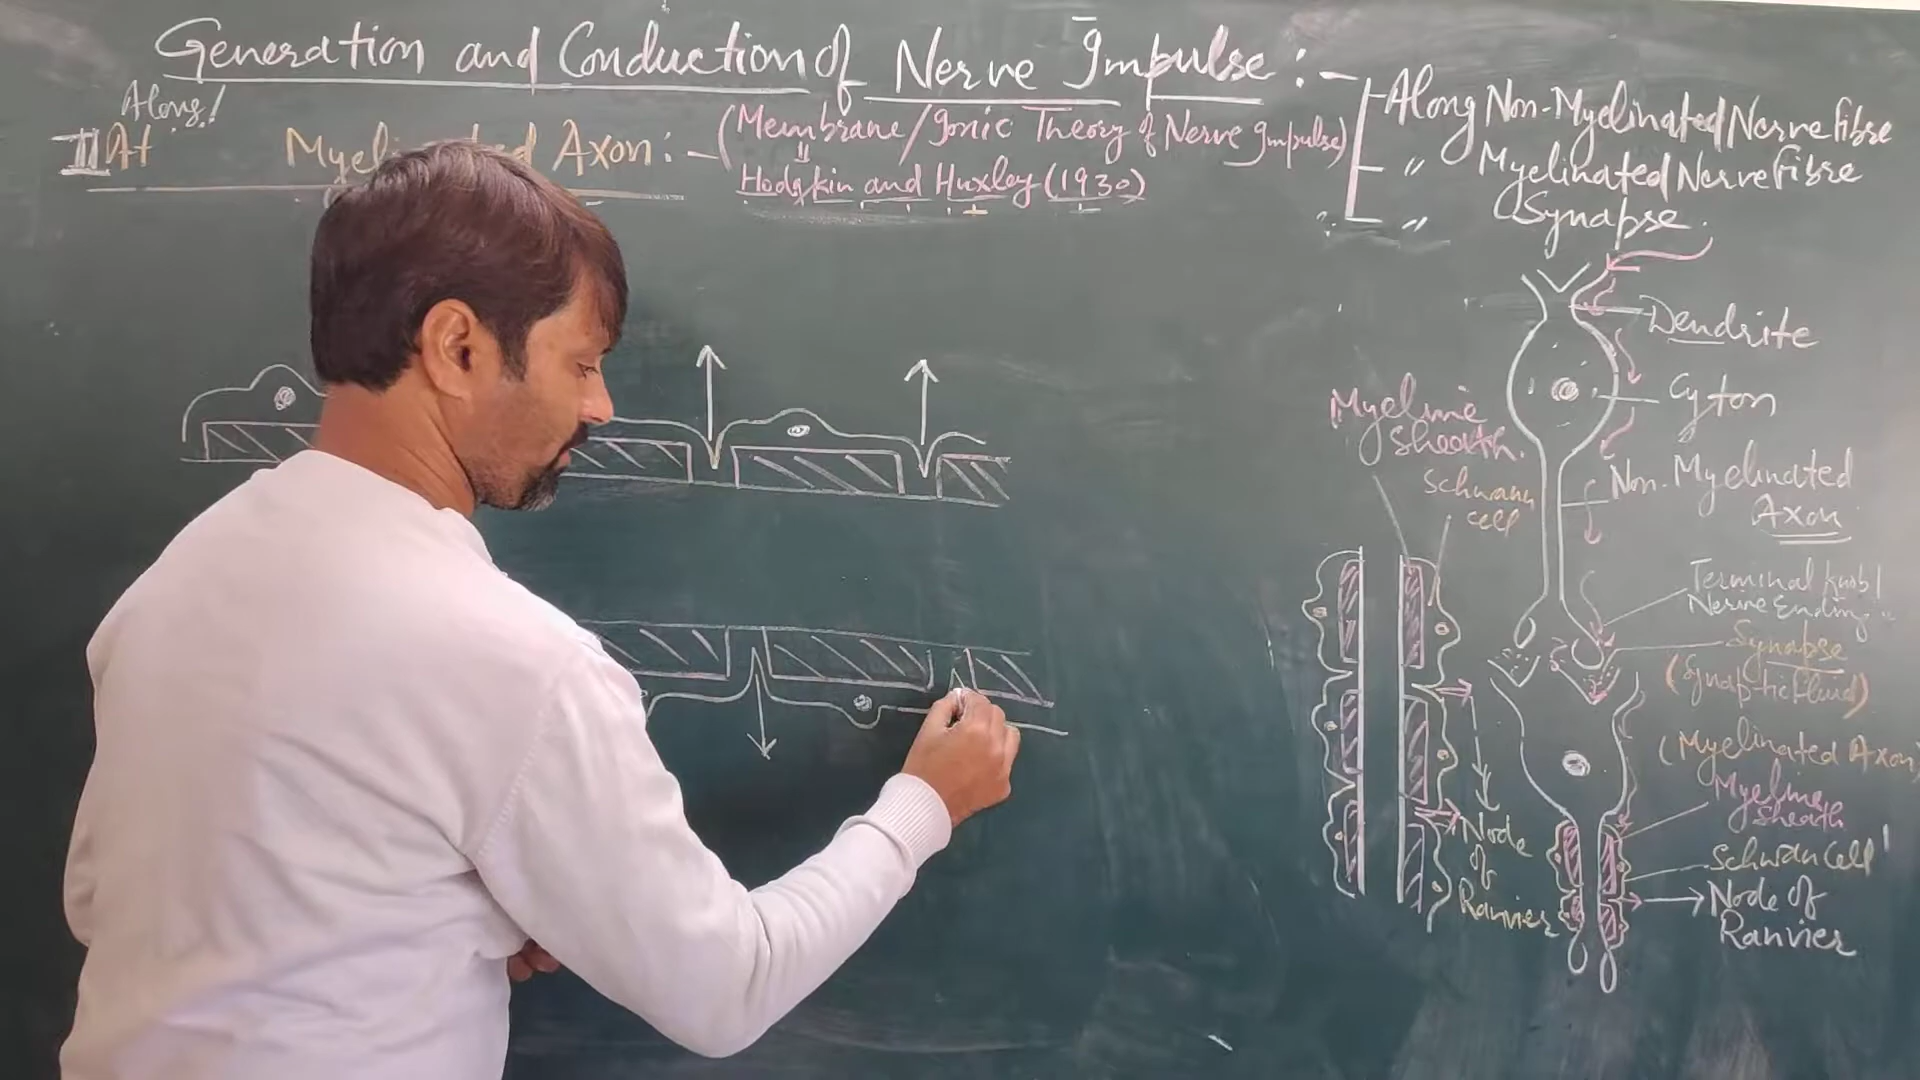 Generation and Conduction of Nerve Impulse :-
Along Non-Myelinated Nerve fibre
" Myelinated Nerve Fibre
" Synapse.
Along!
II At Myelinated Axon :-
(Membrane/Ionic Theory of Nerve Impulse)
Hodgkin and Huxley (1930)
Dendrite
Cyton
Non-Myelinated
Axon
Myeline
Sheath.
Schwann
cell
Terminal knob/
Nerve Ending
Synapse
(Synaptic fluid)
(Myelinated Axon)
Myeline
Sheath
Schwan Cell
Node of
Ranvier
Node
of
Ranvier